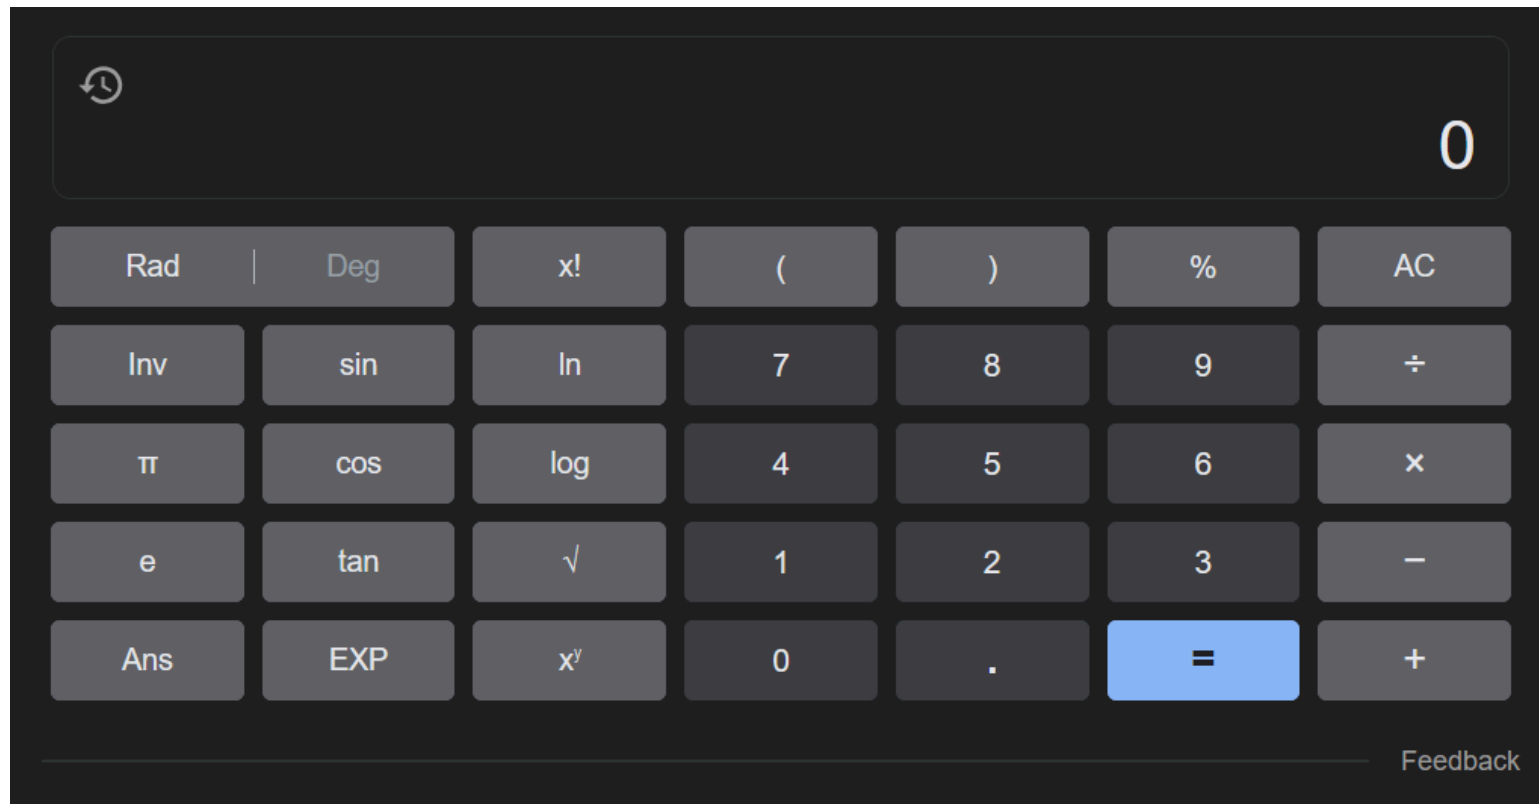 0
Rad | Deg x! ( ) % AC
Inv sin ln 7 8 9 ÷
π cos log 4 5 6 ×
e tan √ 1 2 3 −
Ans EXP xʸ 0 . = +
Feedback